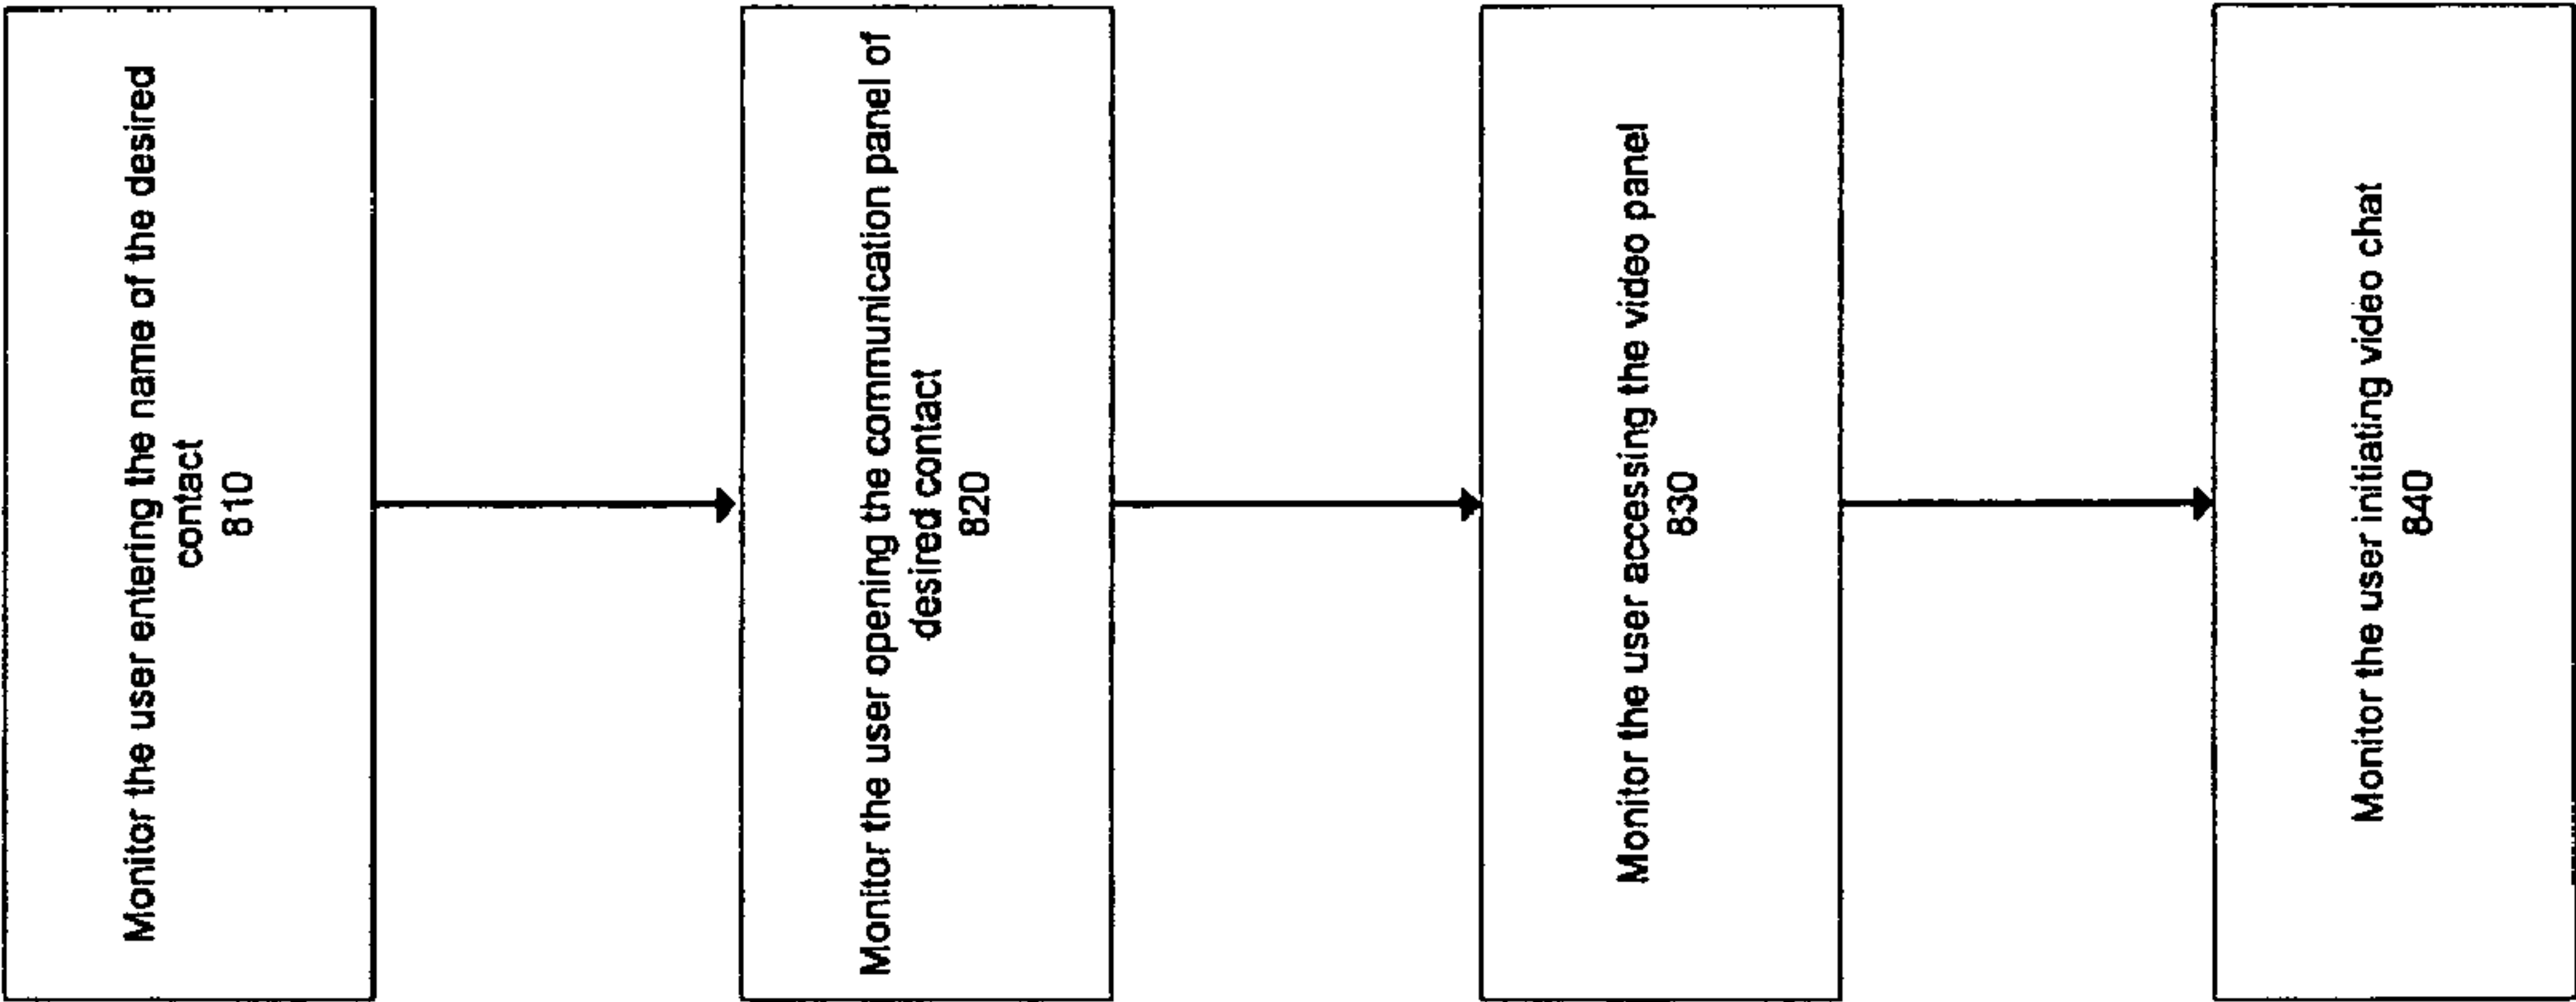 Monitor the user entering the name of the desired
contact
810
Monitor the user opening the communication panel of
desired contact
820
Monitor the user accessing the video panel
830
Monitor the user initiating video chat
840